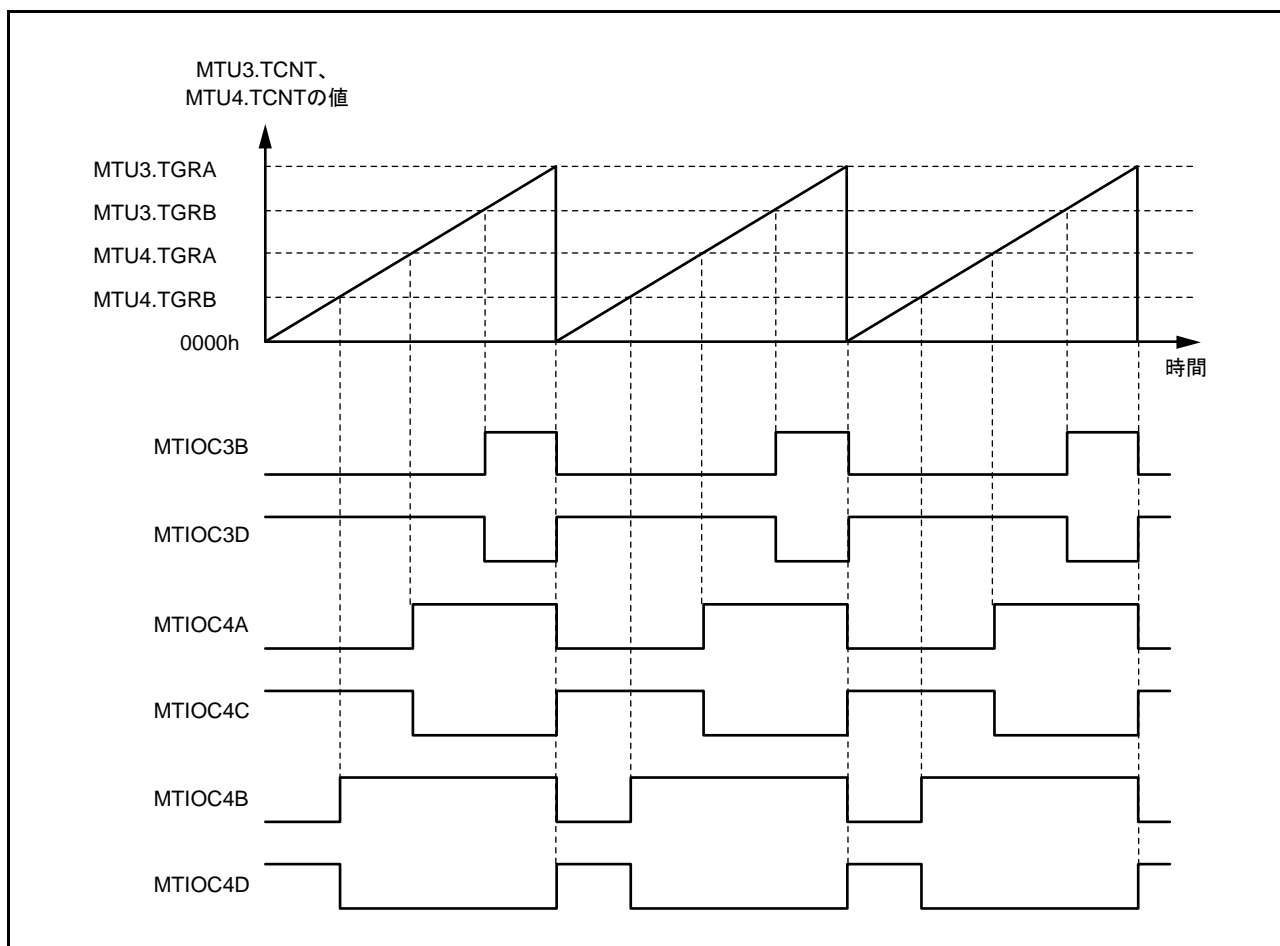 MTU3.TCNT、
MTU4.TCNTの値
MTU3.TGRA
MTU3.TGRB
MTU4.TGRA
MTU4.TGRB
0000h
時間
MTIOC3B
MTIOC3D
MTIOC4A
MTIOC4C
MTIOC4B
MTIOC4D